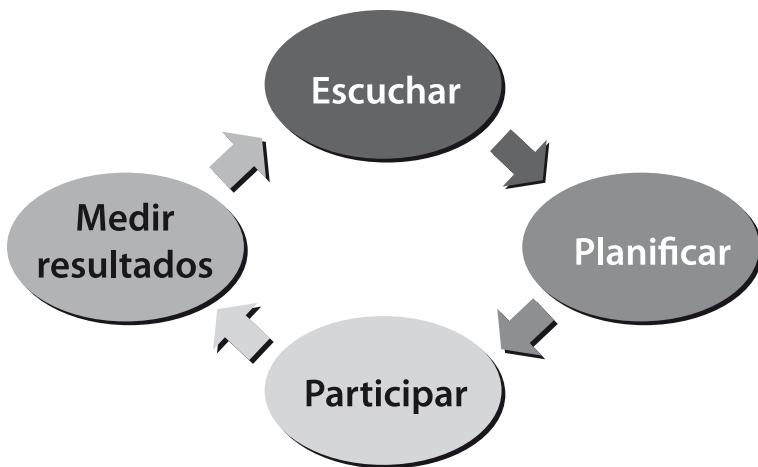 Escuchar
Planificar
Participar
Medir
resultados